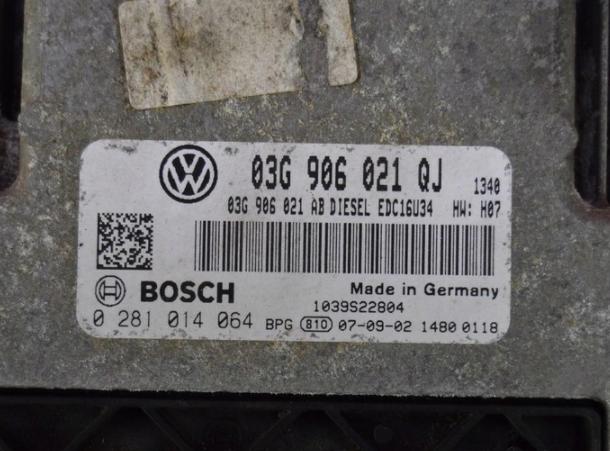 03G 906 021 QJ 1340
03G 906 021 AB DIESEL EDC16U34 HW: H07
BOSCH Made in Germany
1039S22804
0 281 014 064 BPG 810 07-09-02 1480 0118